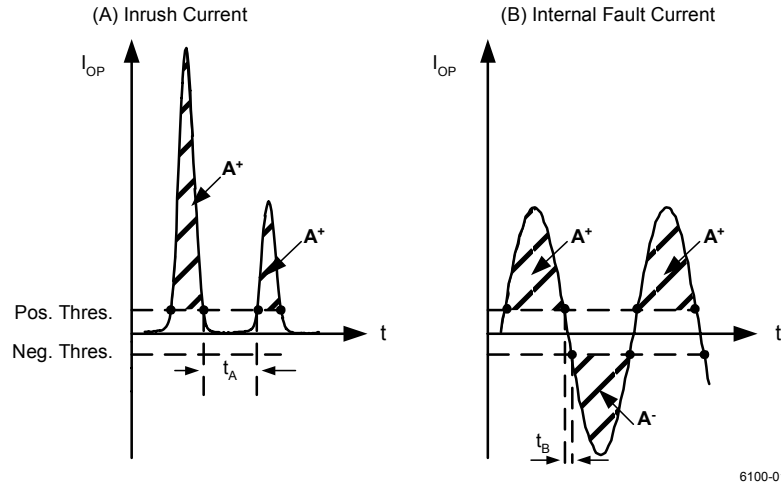 (A) Inrush Current
(B) Internal Fault Current
I_OP
A⁺
A⁺
Pos. Thres.
Neg. Thres.
t
t_A
I_OP
A⁺
A⁺
t
A⁻
t_B
6100-0